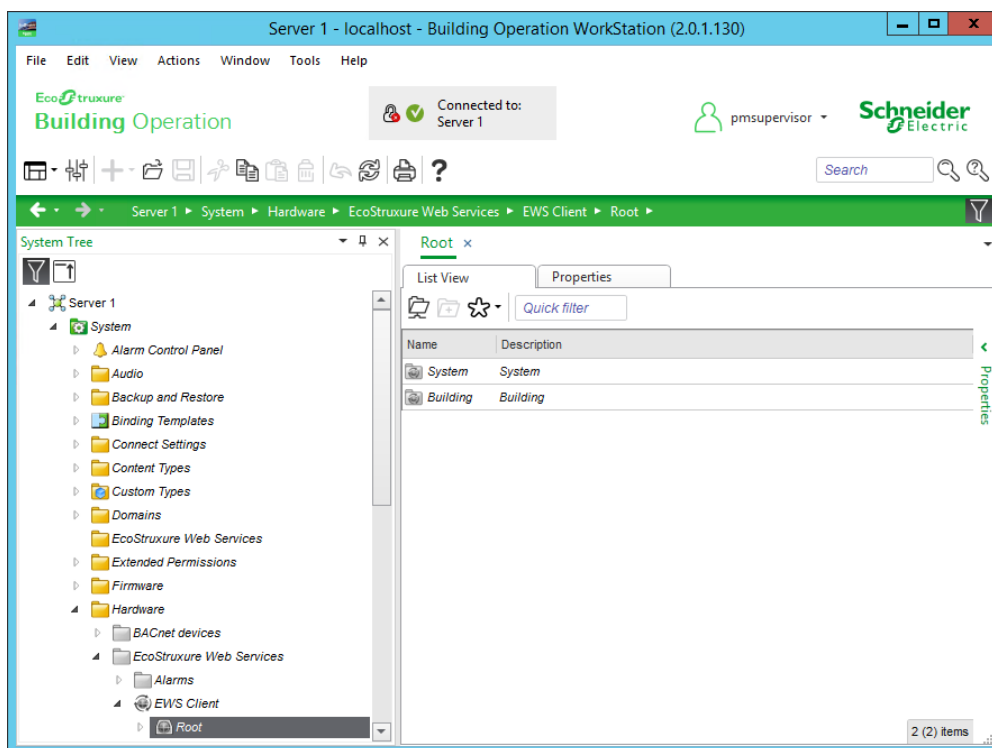 Server 1 - localhost - Building Operation WorkStation (2.0.1.130)
File Edit View Actions Window Tools Help
EcoStruxure
Building Operation
Connected to:
Server 1
pmsupervisor
Schneider
Electric
Search
Server 1 ► System ► Hardware ► EcoStruxure Web Services ► EWS Client ► Root ►
System Tree
Server 1
System
Alarm Control Panel
Audio
Backup and Restore
Binding Templates
Connect Settings
Content Types
Custom Types
Domains
EcoStruxure Web Services
Extended Permissions
Firmware
Hardware
BACnet devices
EcoStruxure Web Services
Alarms
EWS Client
Root
Root ×
List View Properties
Quick filter
Name Description
System System
Building Building
Properties
2 (2) items